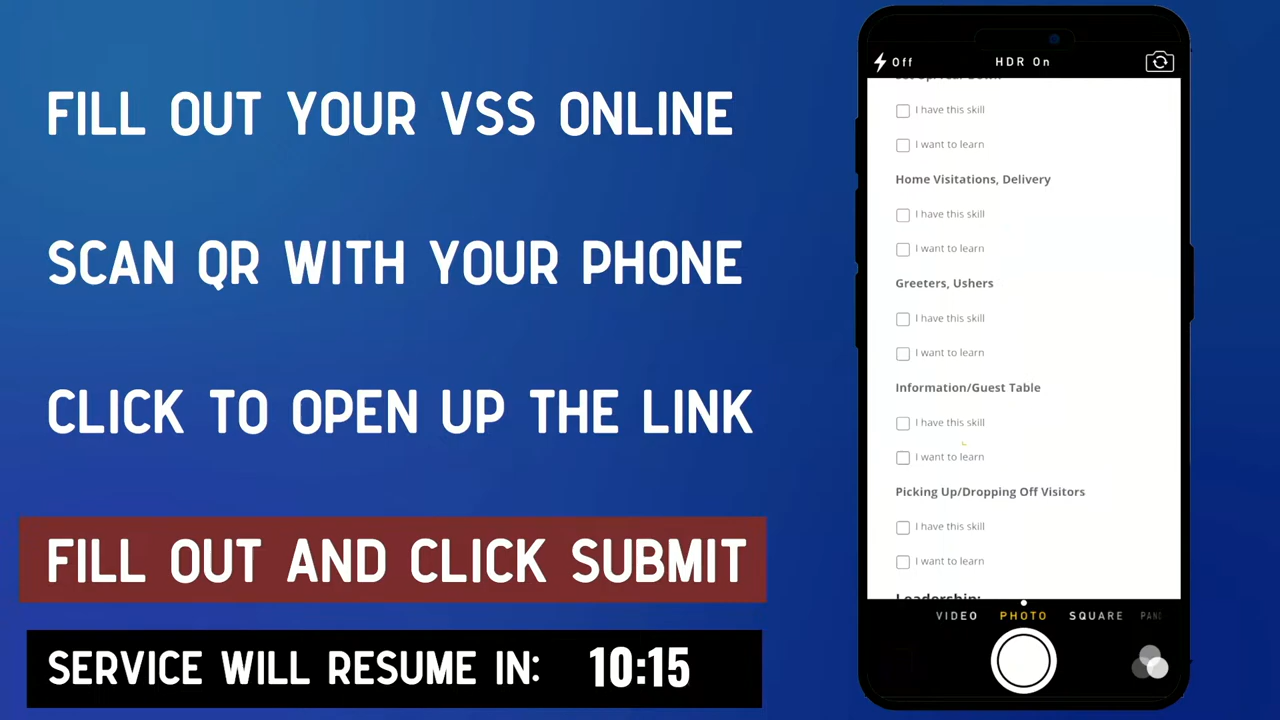 FILL OUT YOUR VSS ONLINE
SCAN QR WITH YOUR PHONE
CLICK TO OPEN UP THE LINK
FILL OUT AND CLICK SUBMIT
SERVICE WILL RESUME IN: 10:15
Off HDR On
I have this skill
I want to learn
Home Visitations, Delivery
I have this skill
I want to learn
Greeters, Ushers
I have this skill
I want to learn
Information/Guest Table
I have this skill
I want to learn
Picking Up/Dropping Off Visitors
I have this skill
I want to learn
Leadership:
VIDEO PHOTO SQUARE